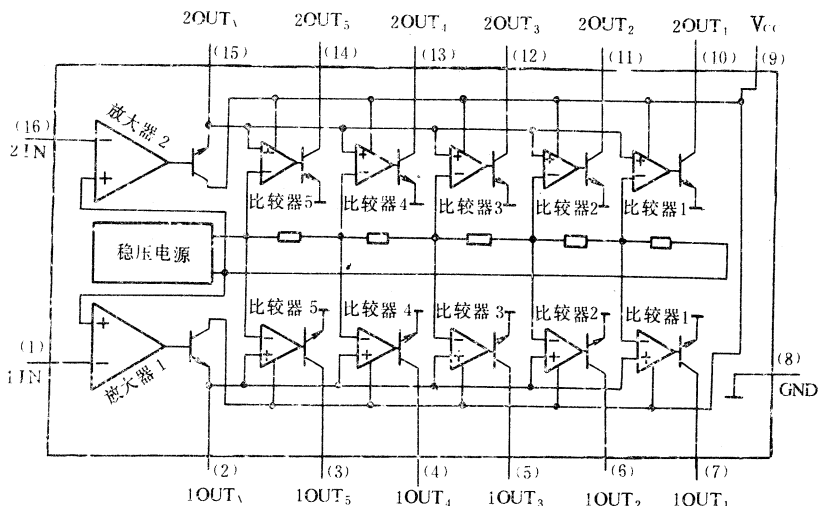 2OUT₅ 2OUT₄ 2OUT₃ 2OUT₂ 2OUT₁ Vcc
(15) (14) (13) (12) (11) (10) (9)
放大器 2
(16)
2IN
比较器5 比较器4 比较器3 比较器2 比较器1
稳压电源
比较器5 比较器4 比较器3 比较器2 比较器1
(1)
1IN
放大器 1
(8)
GND
(2) (3) (4) (5) (6) (7)
1OUT₅ 1OUT₄ 1OUT₃ 1OUT₂ 1OUT₁